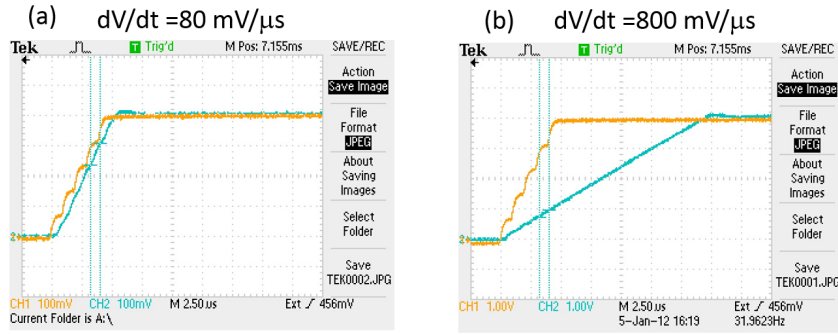 (a) dV/dt =80 mV/μs
Tek T Trig'd M Pos: 7.155ms SAVE/REC
Action
Save Image
File
Format
JPEG
About
Saving
Images
Select
Folder
Save
TEK0002.JPG
2
CH1 100mV CH2 100mV M 2.50μs Ext 456mV
Current Folder is A:\
(b) dV/dt =800 mV/μs
Tek T Trig'd M Pos: 7.155ms SAVE/REC
Action
Save Image
File
Format
JPEG
About
Saving
Images
Select
Folder
Save
TEK0001.JPG
2
CH1 1.00V CH2 1.00V M 2.50μs Ext 456mV
5-Jan-12 16:19 31.9623Hz